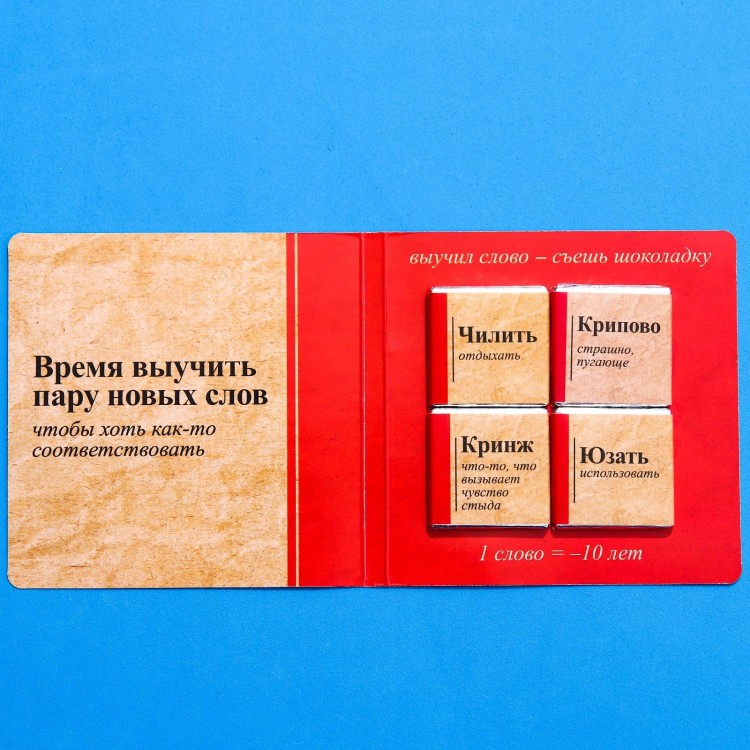 Время выучить
пару новых слов
чтобы хоть как-то
соответствовать
выучил слово – съешь шоколадку
Чилить
отдыхать
Крипово
страшно,
пугающе
Кринж
что-то, что
вызывает
чувство
стыда
Юзать
использовать
1 слово = –10 лет